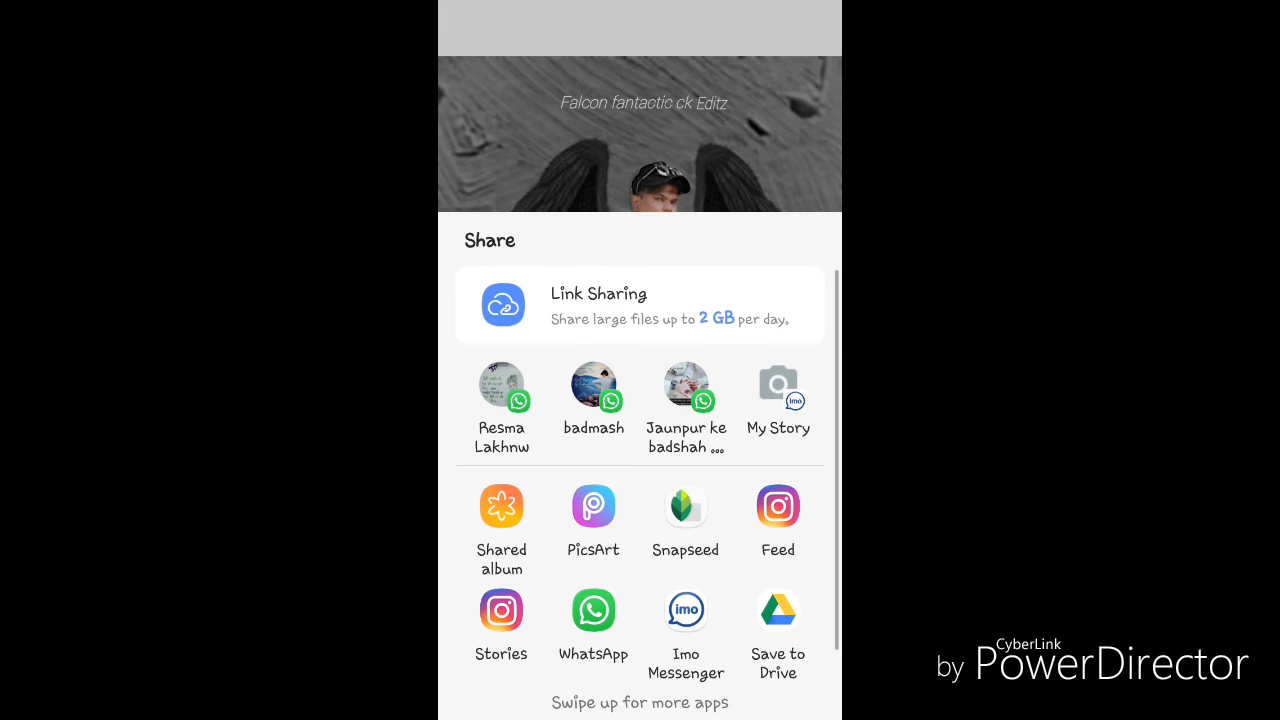 Falcon fantactic ck Editz
Share
Link Sharing
Share large files up to 2 GB per day.
Resma
Lakhnw
badmash
Jaunpur ke
badshah ...
My Story
imo
Shared
album
PicsArt
Snapseed
Feed
Stories
WhatsApp
imo
Imo
Messenger
Save to
Drive
Swipe up for more apps
by CyberLink
PowerDirector